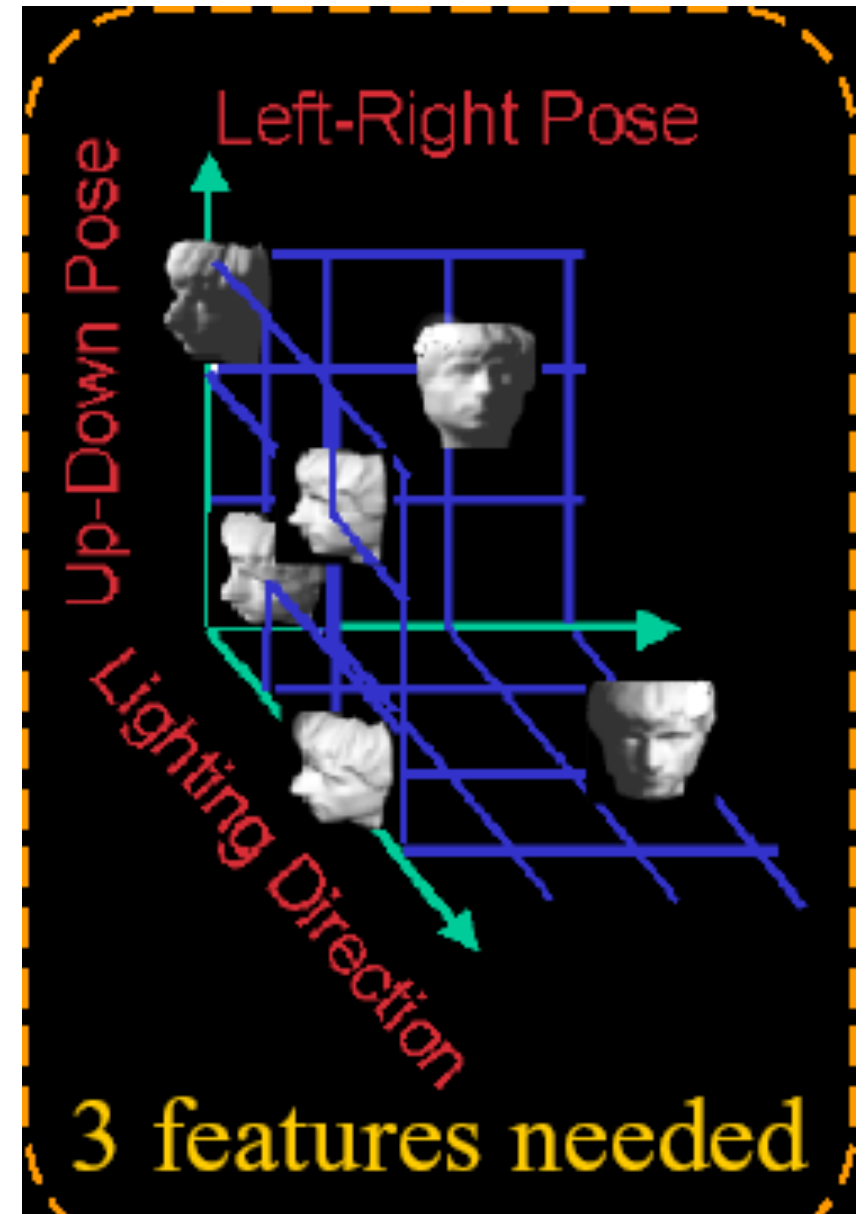 Left-Right Pose
Up-Down Pose
Lighting Direction
3 features needed